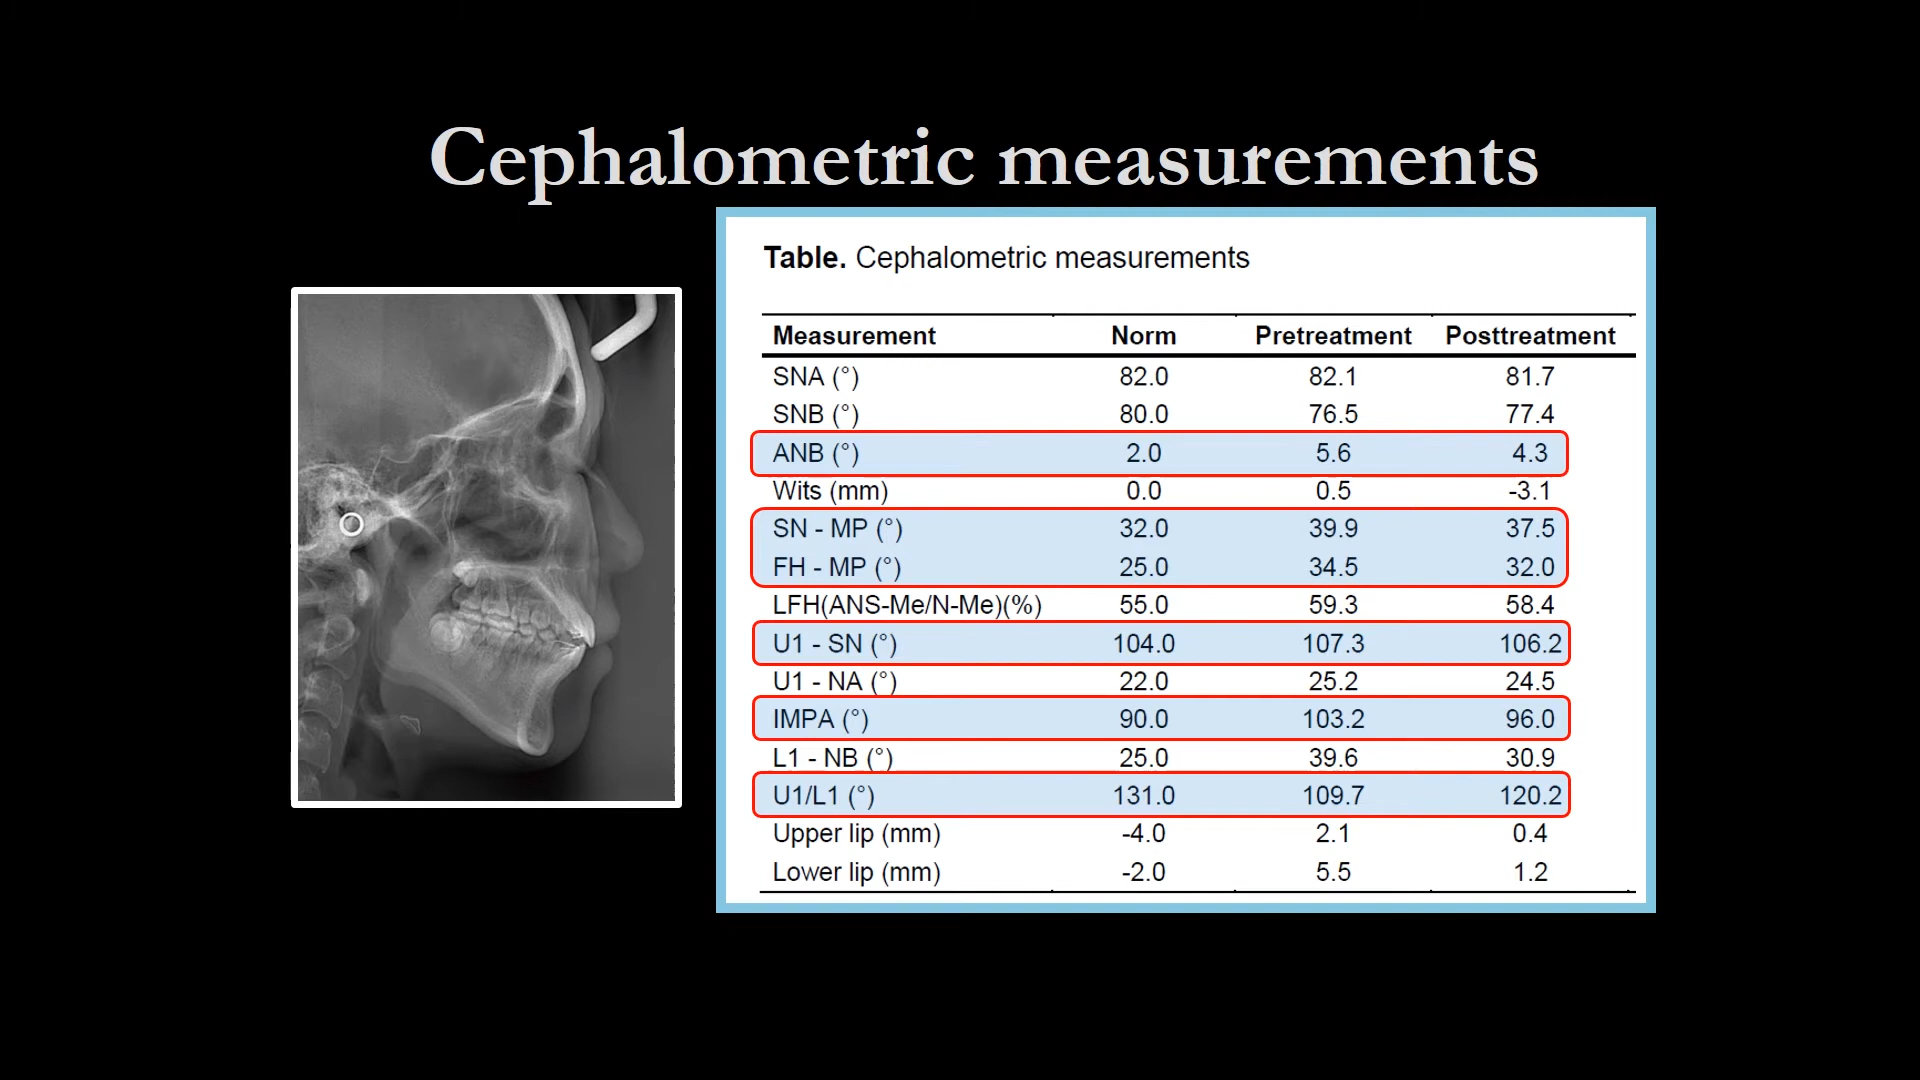 Cephalometric measurements
Table. Cephalometric measurements
Measurement Norm Pretreatment Posttreatment
SNA (°) 82.0 82.1 81.7
SNB (°) 80.0 76.5 77.4
ANB (°) 2.0 5.6 4.3
Wits (mm) 0.0 0.5 -3.1
SN - MP (°) 32.0 39.9 37.5
FH - MP (°) 25.0 34.5 32.0
LFH(ANS-Me/N-Me)(%) 55.0 59.3 58.4
U1 - SN (°) 104.0 107.3 106.2
U1 - NA (°) 22.0 25.2 24.5
IMPA (°) 90.0 103.2 96.0
L1 - NB (°) 25.0 39.6 30.9
U1/L1 (°) 131.0 109.7 120.2
Upper lip (mm) -4.0 2.1 0.4
Lower lip (mm) -2.0 5.5 1.2